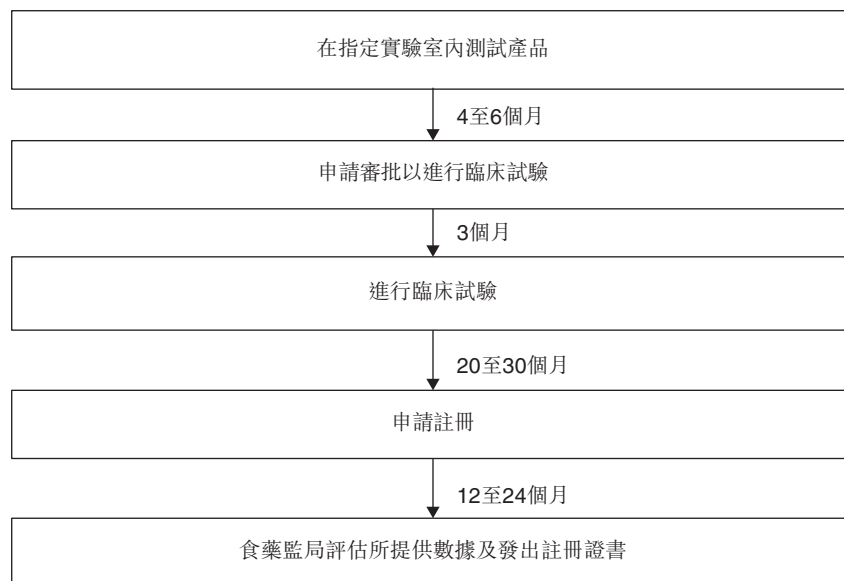 在指定實驗室內測試產品
4至6個月
申請審批以進行臨床試驗
3個月
進行臨床試驗
20至30個月
申請註冊
12至24個月
食藥監局評估所提供數據及發出註冊證書